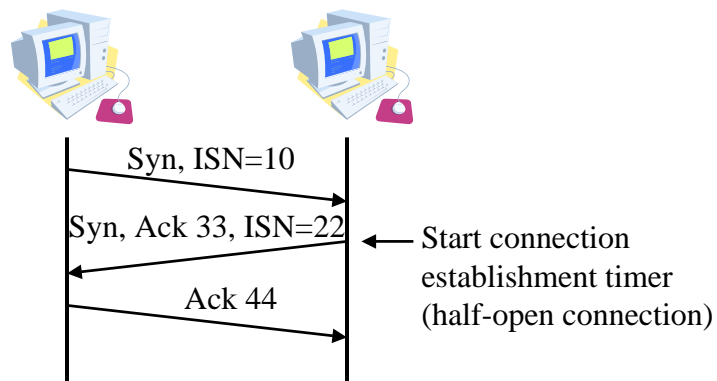 Syn, ISN=10
Syn, Ack 33, ISN=22
Start connection
establishment timer
(half-open connection)
Ack 44